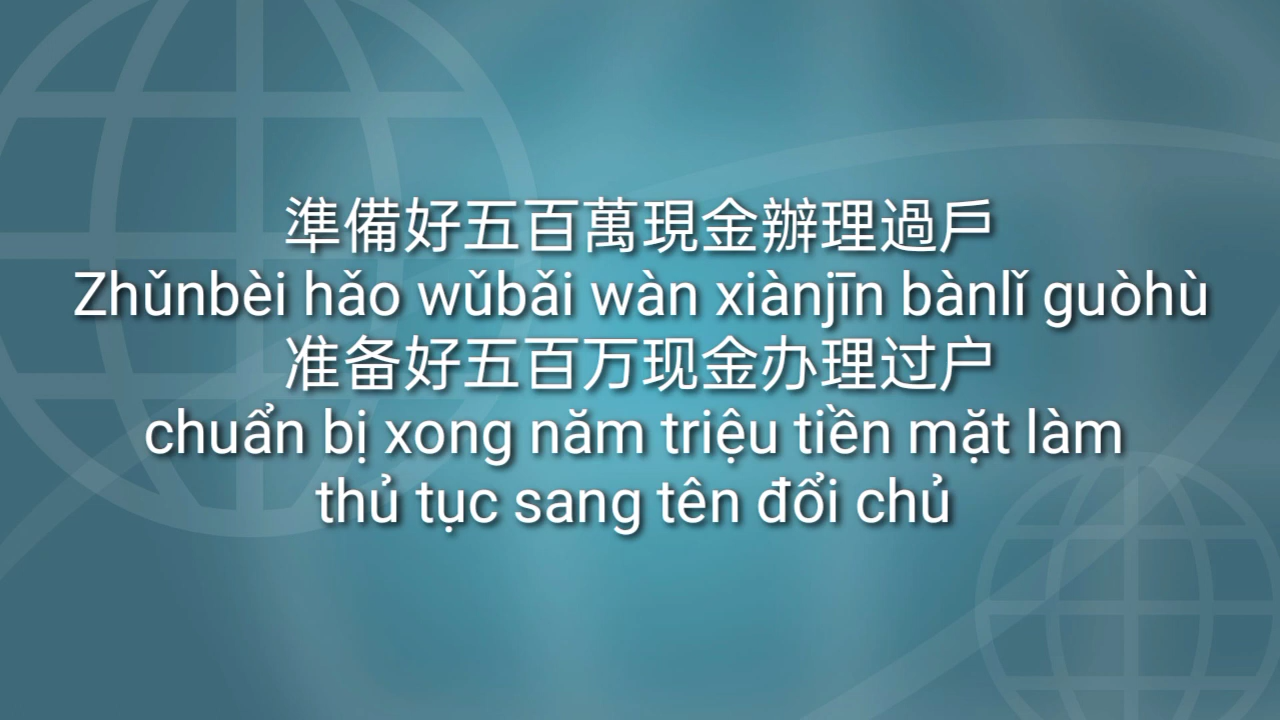 準備好五百萬現金辦理過戶
Zhǔnbèi hǎo wǔbǎi wàn xiànjīn bànlǐ guòhù
准备好五百万现金办理过户
chuẩn bị xong năm triệu tiền mặt làm
thủ tục sang tên đổi chủ